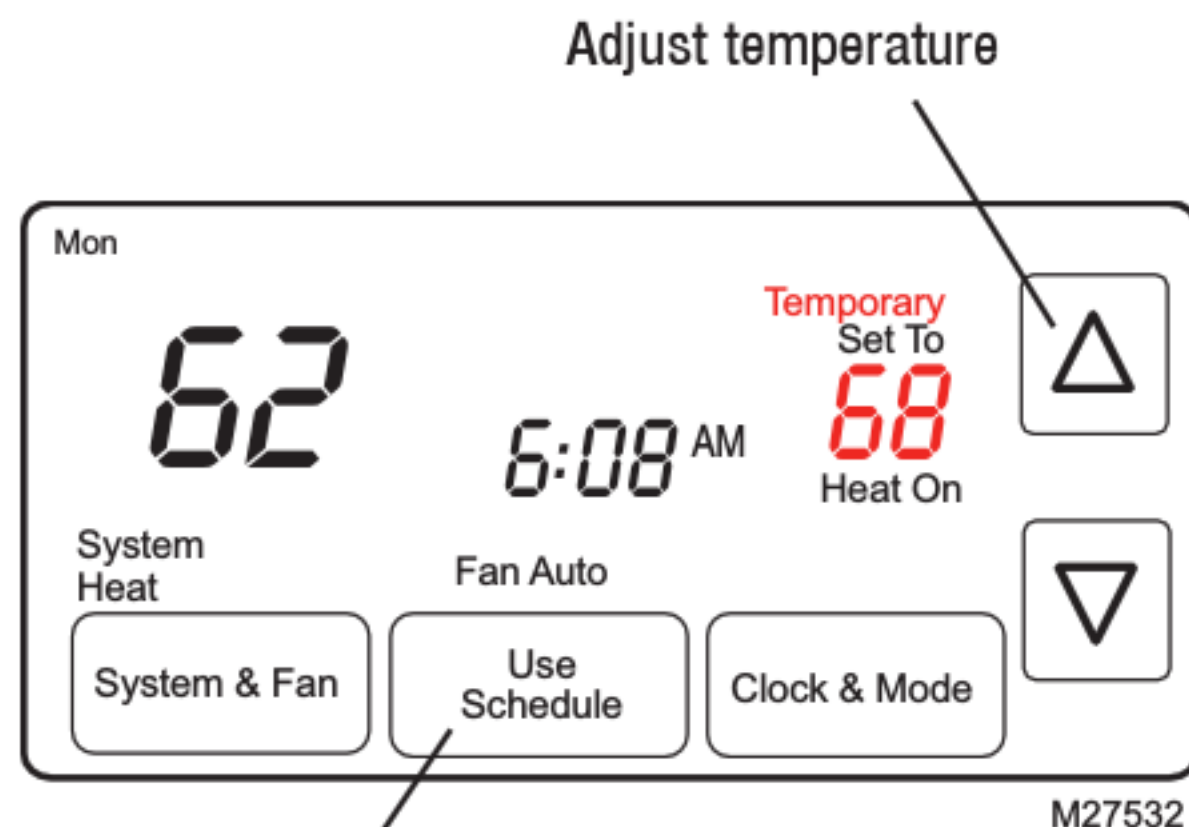 Adjust temperature
Mon
Temporary
Set To
62
68
6:08 AM
Heat On
System
Heat
Fan Auto
System & Fan
Use
Schedule
Clock & Mode
M27532